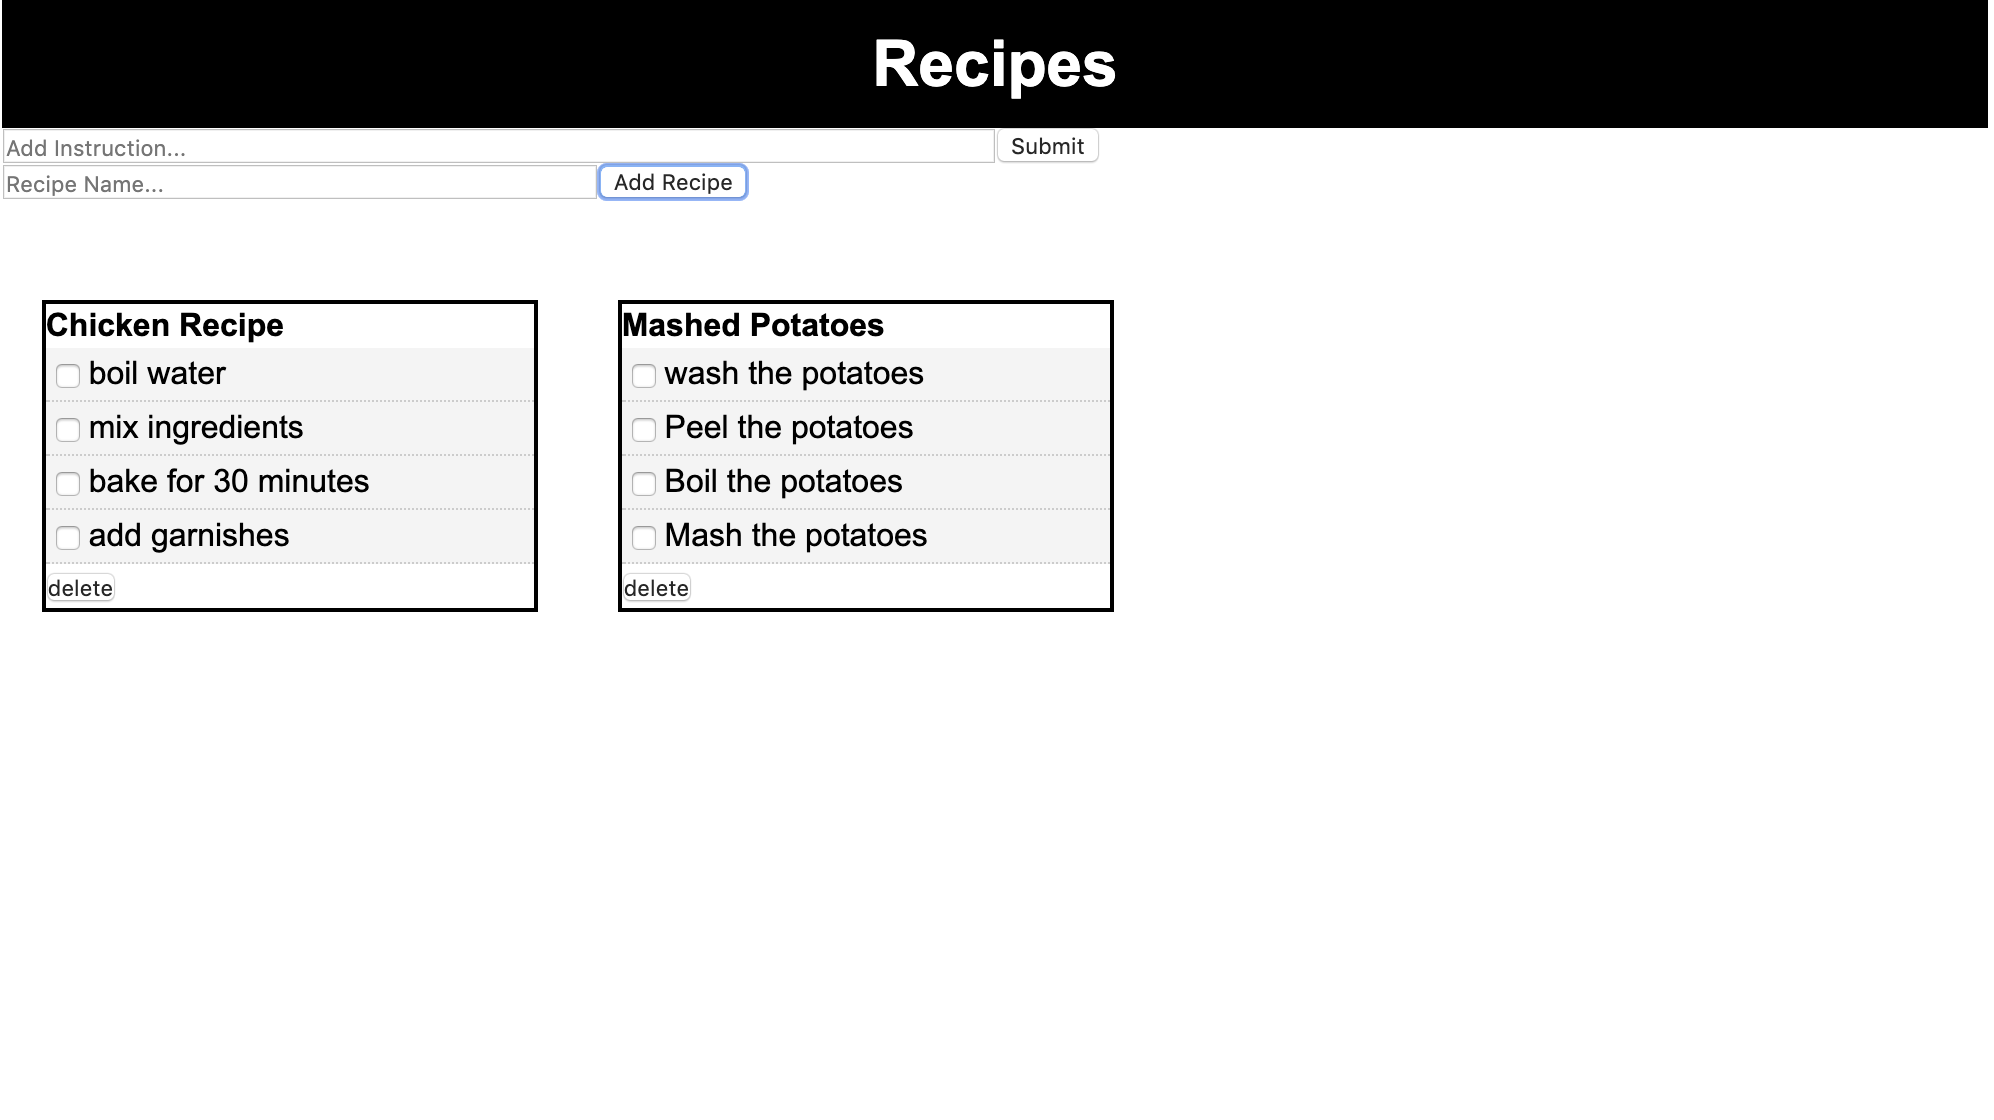 Recipes
Add Instruction...
Submit
Recipe Name...
Add Recipe
Chicken Recipe
boil water
mix ingredients
bake for 30 minutes
add garnishes
delete
Mashed Potatoes
wash the potatoes
Peel the potatoes
Boil the potatoes
Mash the potatoes
delete